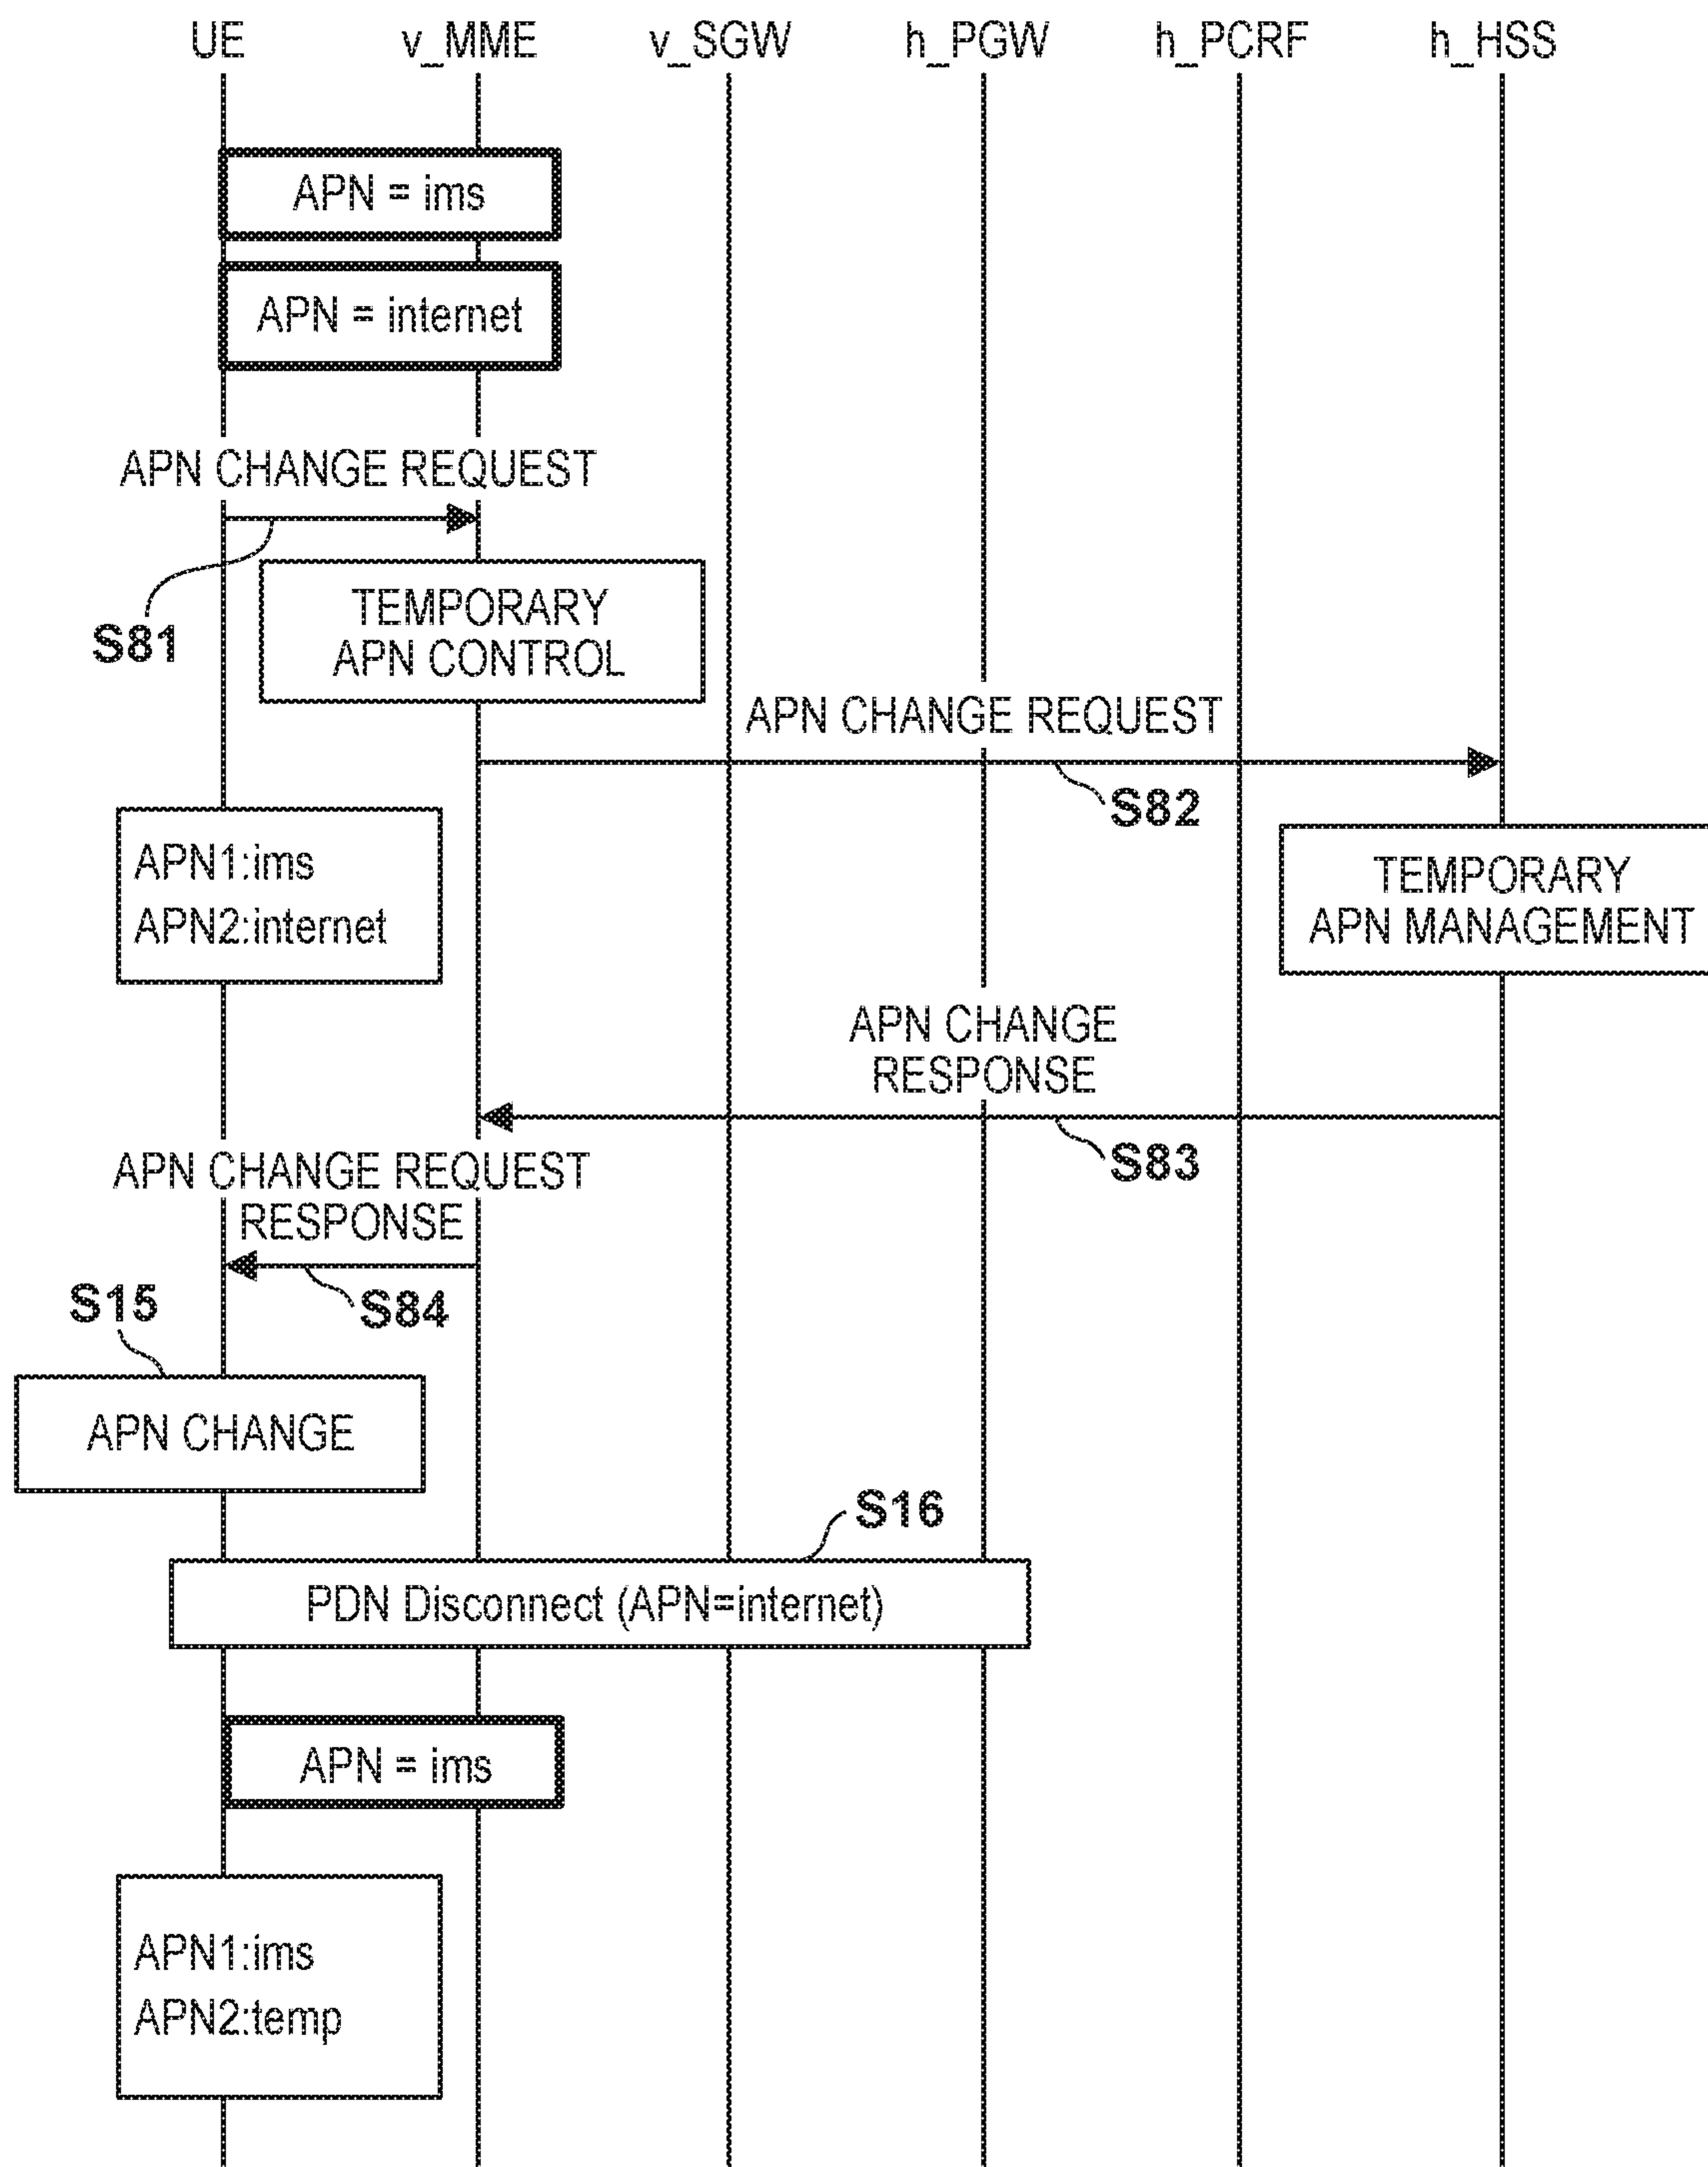 UE v_MME v_SGW h_PGW h_PCRF h_HSS
APN = ims
APN = internet
APN CHANGE REQUEST
S81
TEMPORARY
APN CONTROL
APN CHANGE REQUEST
S82
APN1:ims
APN2:internet
TEMPORARY
APN MANAGEMENT
APN CHANGE
RESPONSE
S83
APN CHANGE REQUEST
RESPONSE
S84
S15
APN CHANGE
S16
PDN Disconnect (APN=internet)
APN = ims
APN1:ims
APN2:temp